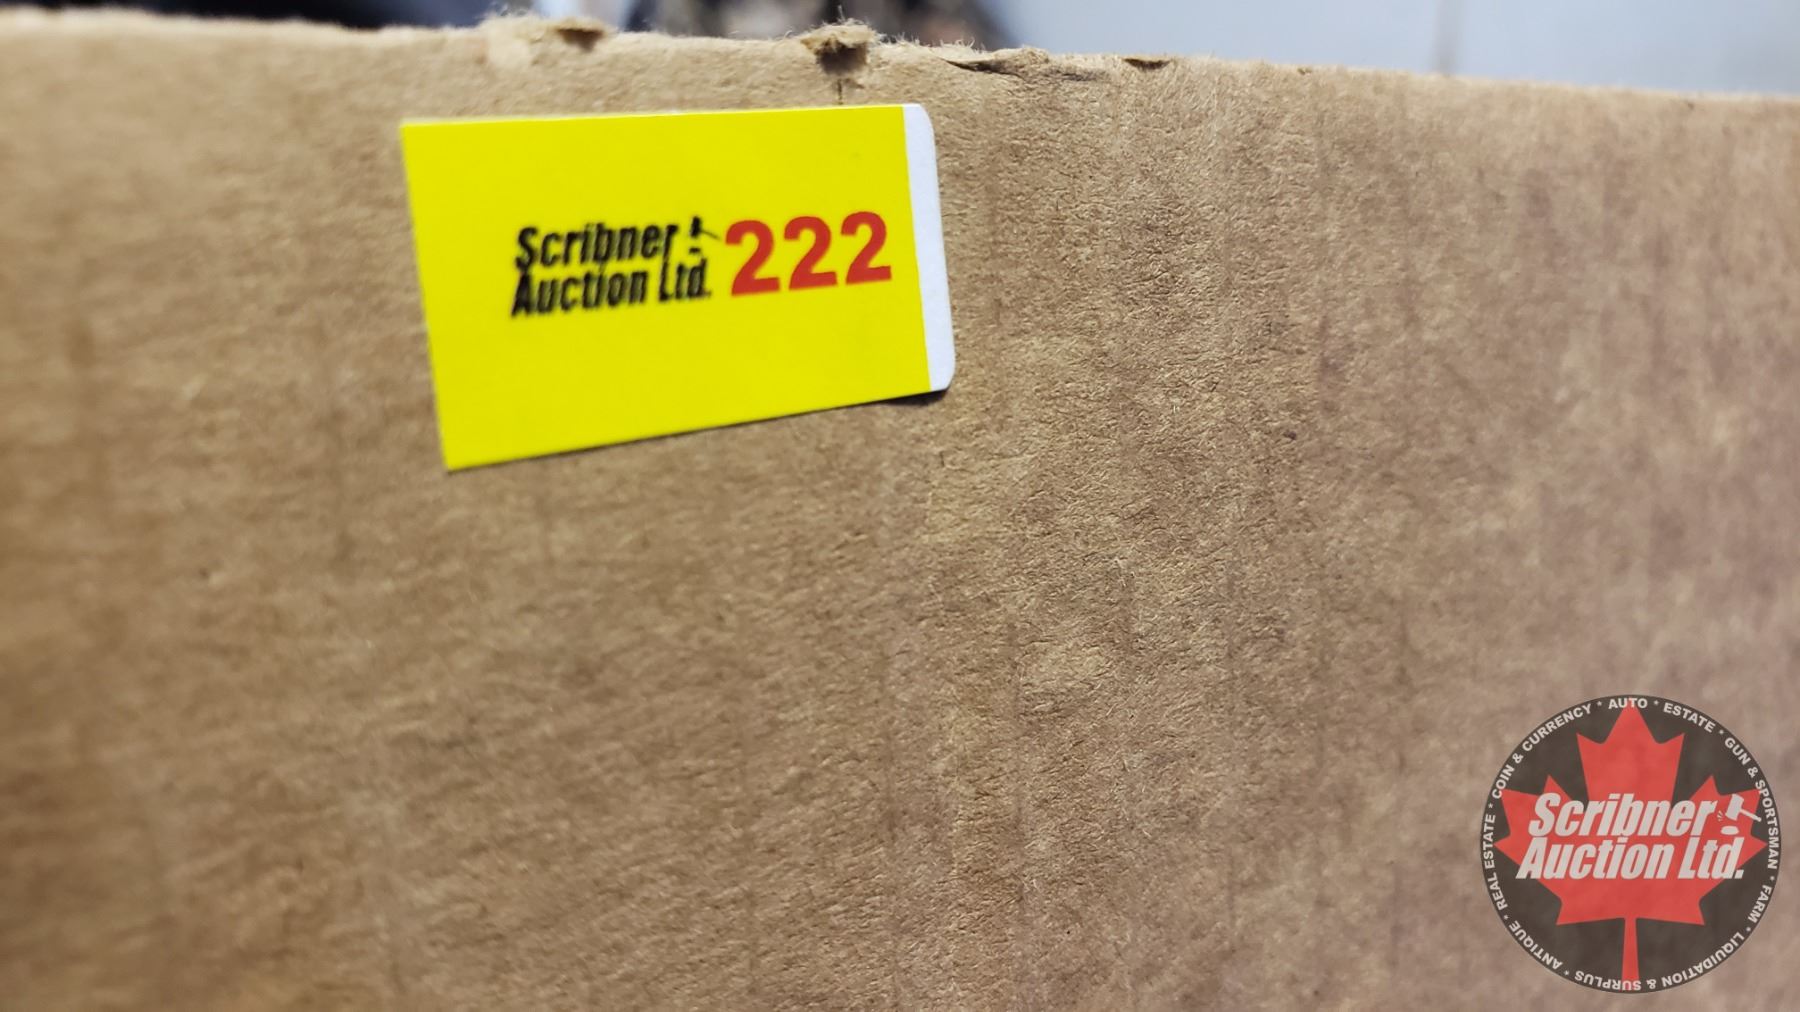 Scribner 222
Auction Ltd.
COIN & CURRENCY * AUTO * ESTATE * GUN & SPORTSMAN * FARM * LIQUIDATION & SURPLUS * ANTIQUE * REAL ESTATE *
Scribner
Auction Ltd.